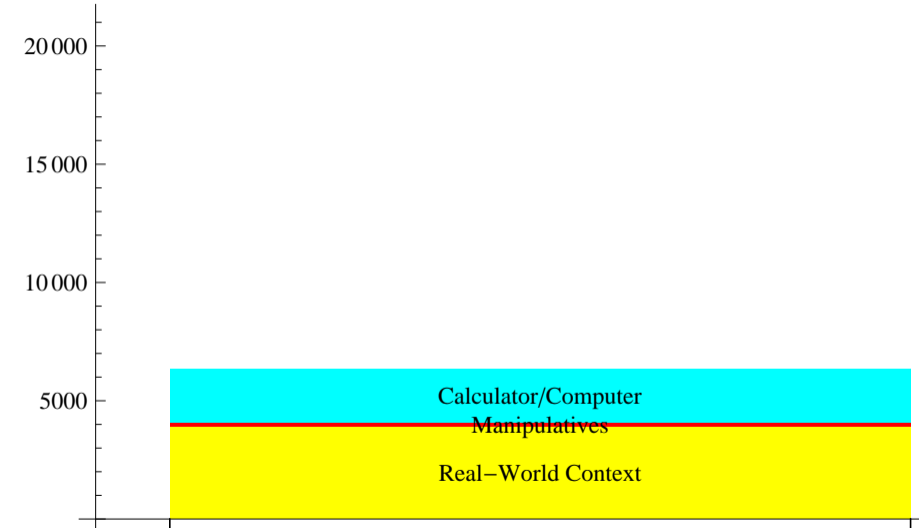 20 000
15 000
10 000
5000
Calculator/Computer
Manipulatives
Real−World Context